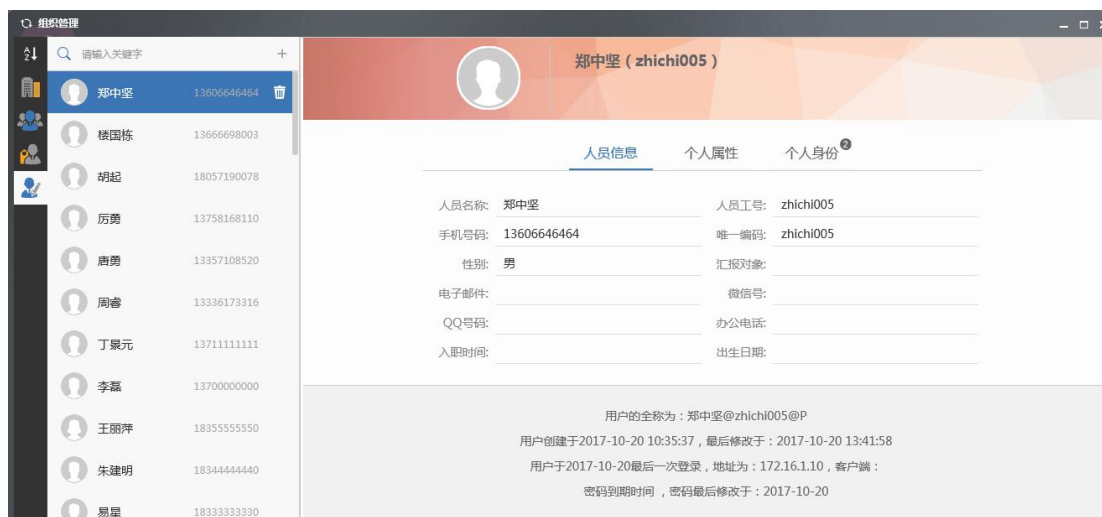 组织管理
请输入关键字 +
郑中坚 13606646464
楼国栋 13666698003
胡起 18057190078
厉勇 13758168110
唐勇 13357108520
周睿 13336173316
丁景元 13711111111
李磊 13700000000
王丽萍 18355555550
朱建明 18344444440
易星 18333333330
郑中坚（zhichi005）
人员信息 个人属性 个人身份 2
人员名称: 郑中坚 人员工号: zhichi005
手机号码: 13606646464 唯一编码: zhichi005
性别: 男 汇报对象:
电子邮件: 微信号:
QQ号码: 办公电话:
入职时间: 出生日期:
用户的全称为：郑中坚@zhichi005@P
用户创建于2017-10-20 10:35:37，最后修改于：2017-10-20 13:41:58
用户于2017-10-20最后一次登录，地址为：172.16.1.10，客户端：
密码到期时间 ，密码最后修改于：2017-10-20